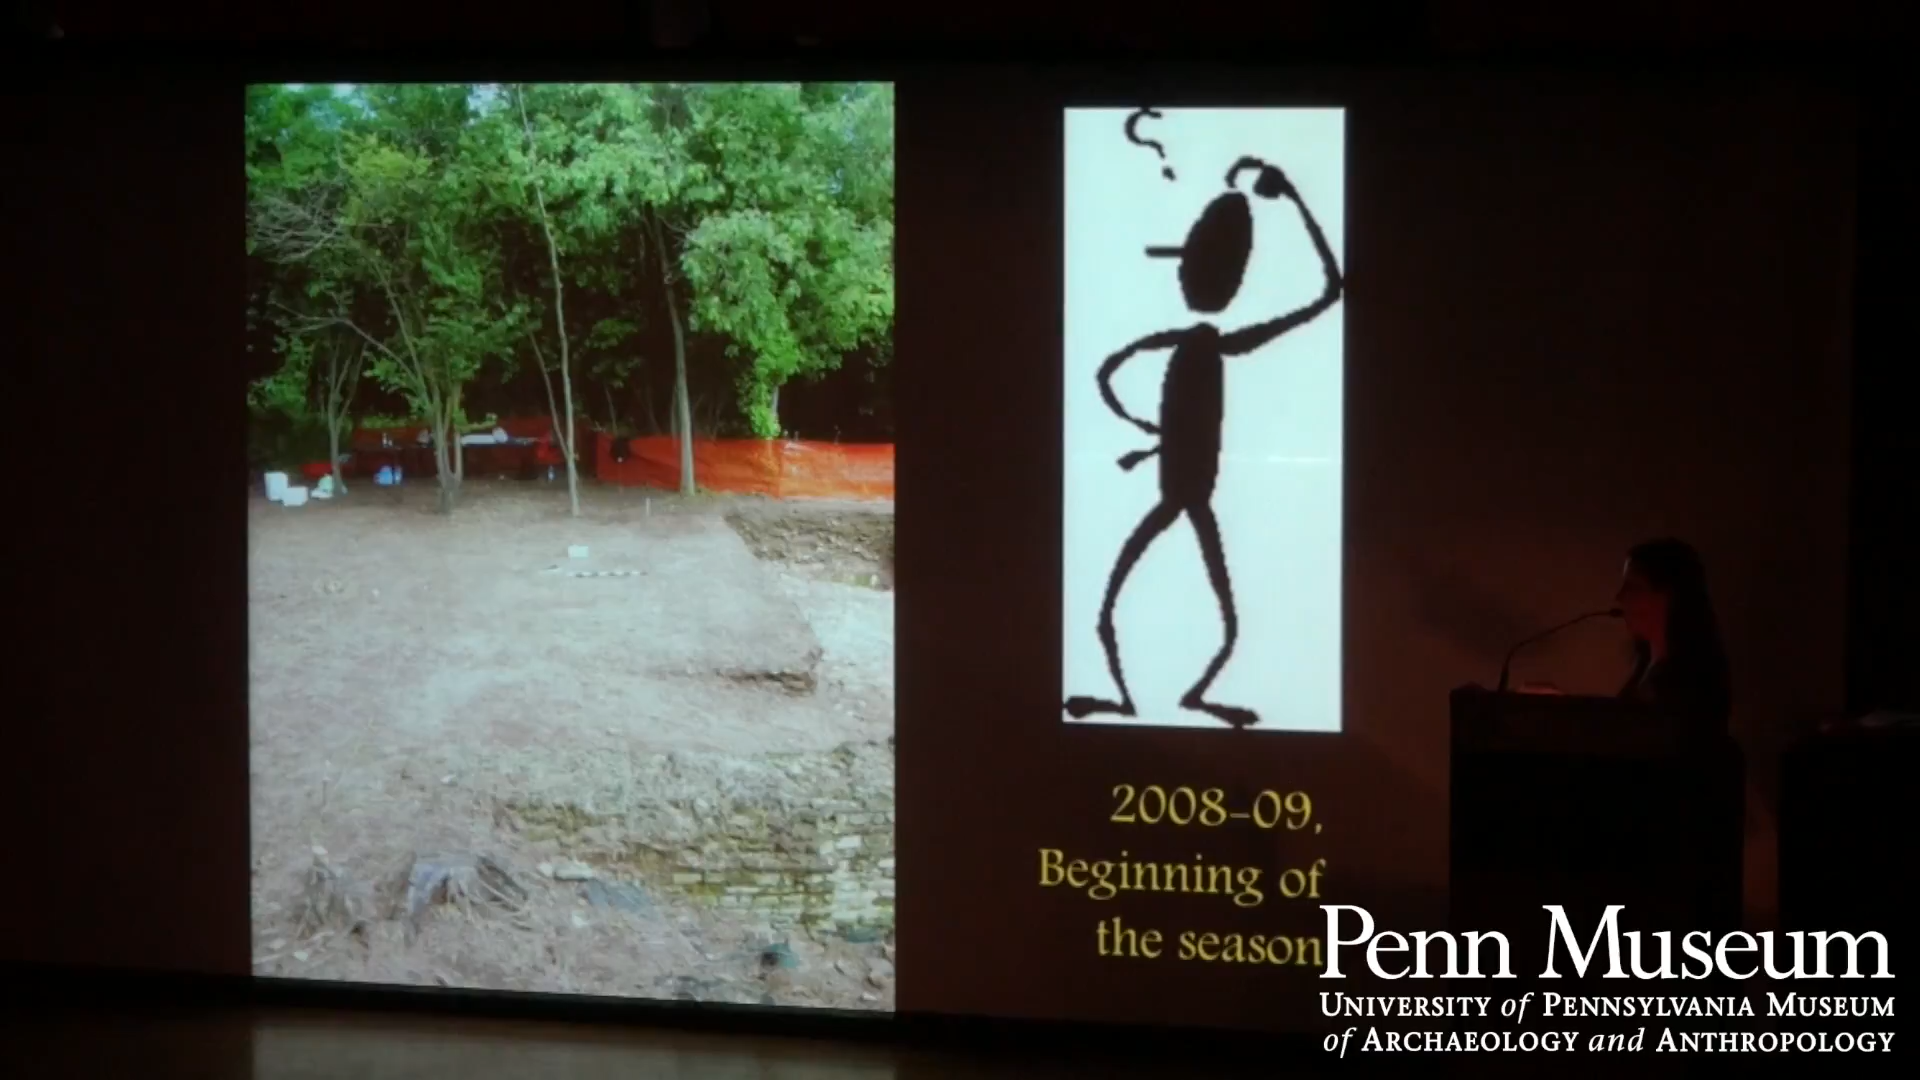 ?
2008-09,
Beginning of
the season
Penn Museum
UNIVERSITY of PENNSYLVANIA MUSEUM
of ARCHAEOLOGY and ANTHROPOLOGY